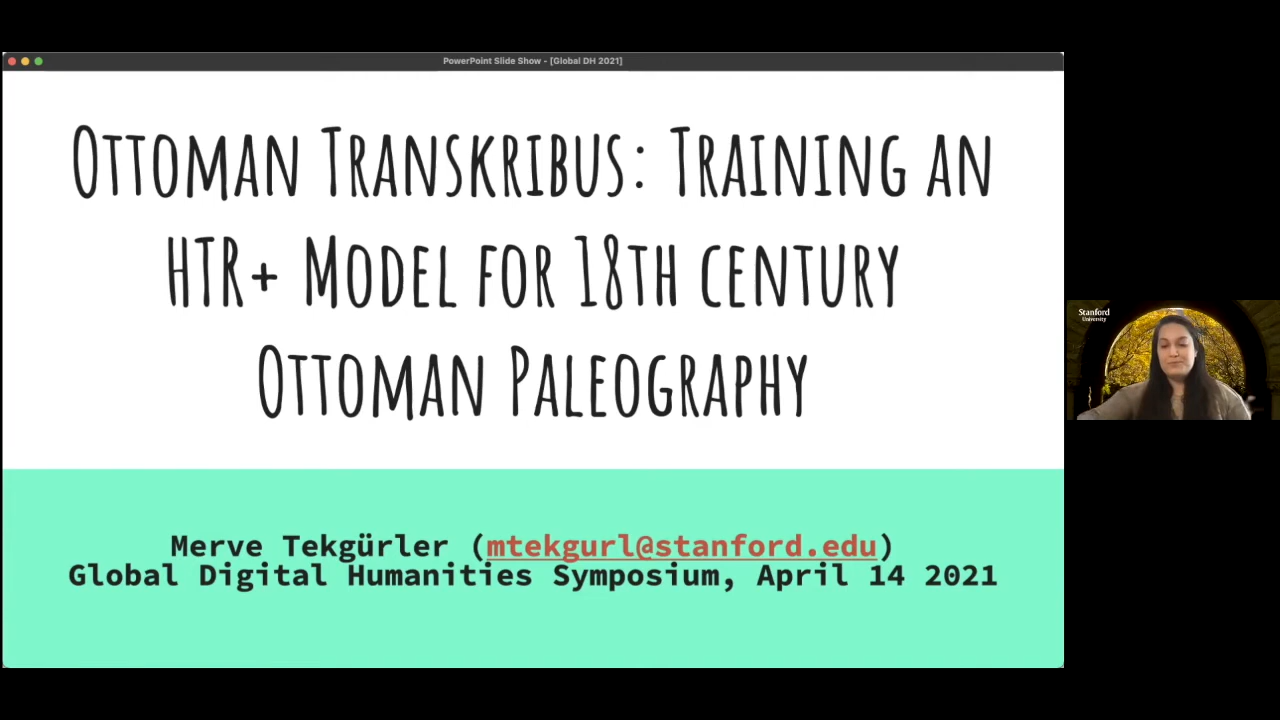 PowerPoint Slide Show - [Global DH 2021]
Ottoman Transkribus: Training an
HTR+ Model for 18th century
Ottoman Paleography
Merve Tekgürler (mtekgurl@stanford.edu)
Global Digital Humanities Symposium, April 14 2021
Stanford
University